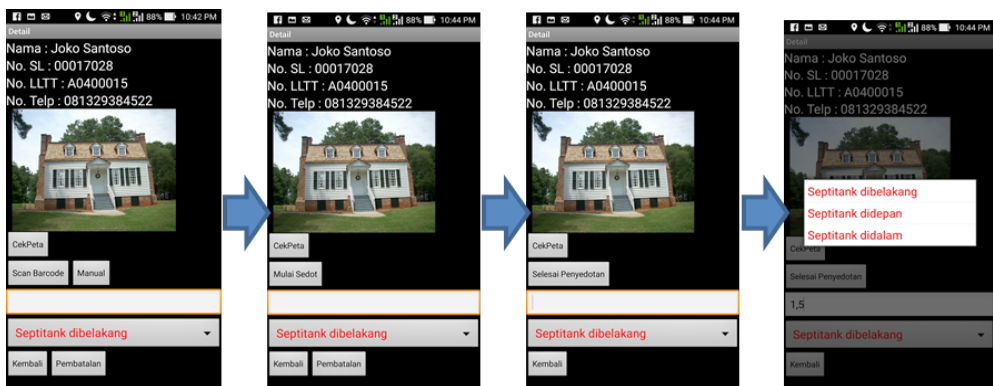 88% 10:42 PM
Detail
Nama : Joko Santoso
No. SL : 00017028
No. LLTT : A0400015
No. Telp : 081329384522
CekPeta
Scan Barcode Manual
Septitank dibelakang
Kembali Pembatalan
88% 10:44 PM
Detail
Nama : Joko Santoso
No. SL : 00017028
No. LLTT : A0400015
No. Telp : 081329384522
CekPeta
Mulai Sedot
Septitank dibelakang
Kembali Pembatalan
88% 10:44 PM
Detail
Nama : Joko Santoso
No. SL : 00017028
No. LLTT : A0400015
No. Telp : 081329384522
CekPeta
Selesai Penyedotan
Septitank dibelakang
Kembali
88% 10:44 PM
Detail
Nama : Joko Santoso
No. SL : 00017028
No. LLTT : A0400015
No. Telp : 081329384522
Septitank dibelakang
Septitank didepan
Septitank didalam
CekPeta
Selesai Penyedotan
1,5
Septitank dibelakang
Kembali